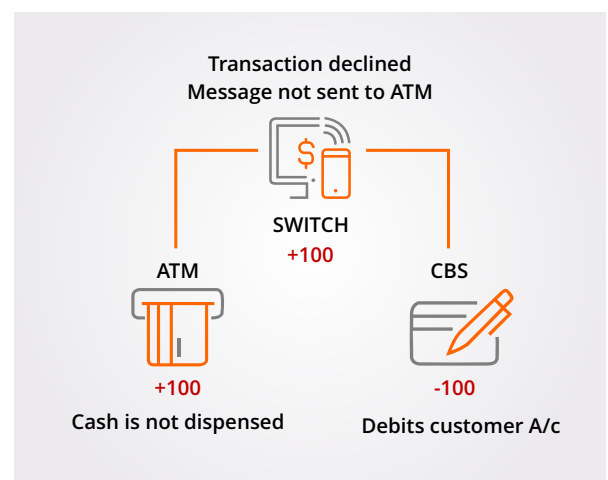 Transaction declined
Message not sent to ATM
$
SWITCH
+100
ATM
+100
Cash is not dispensed
CBS
-100
Debits customer A/c